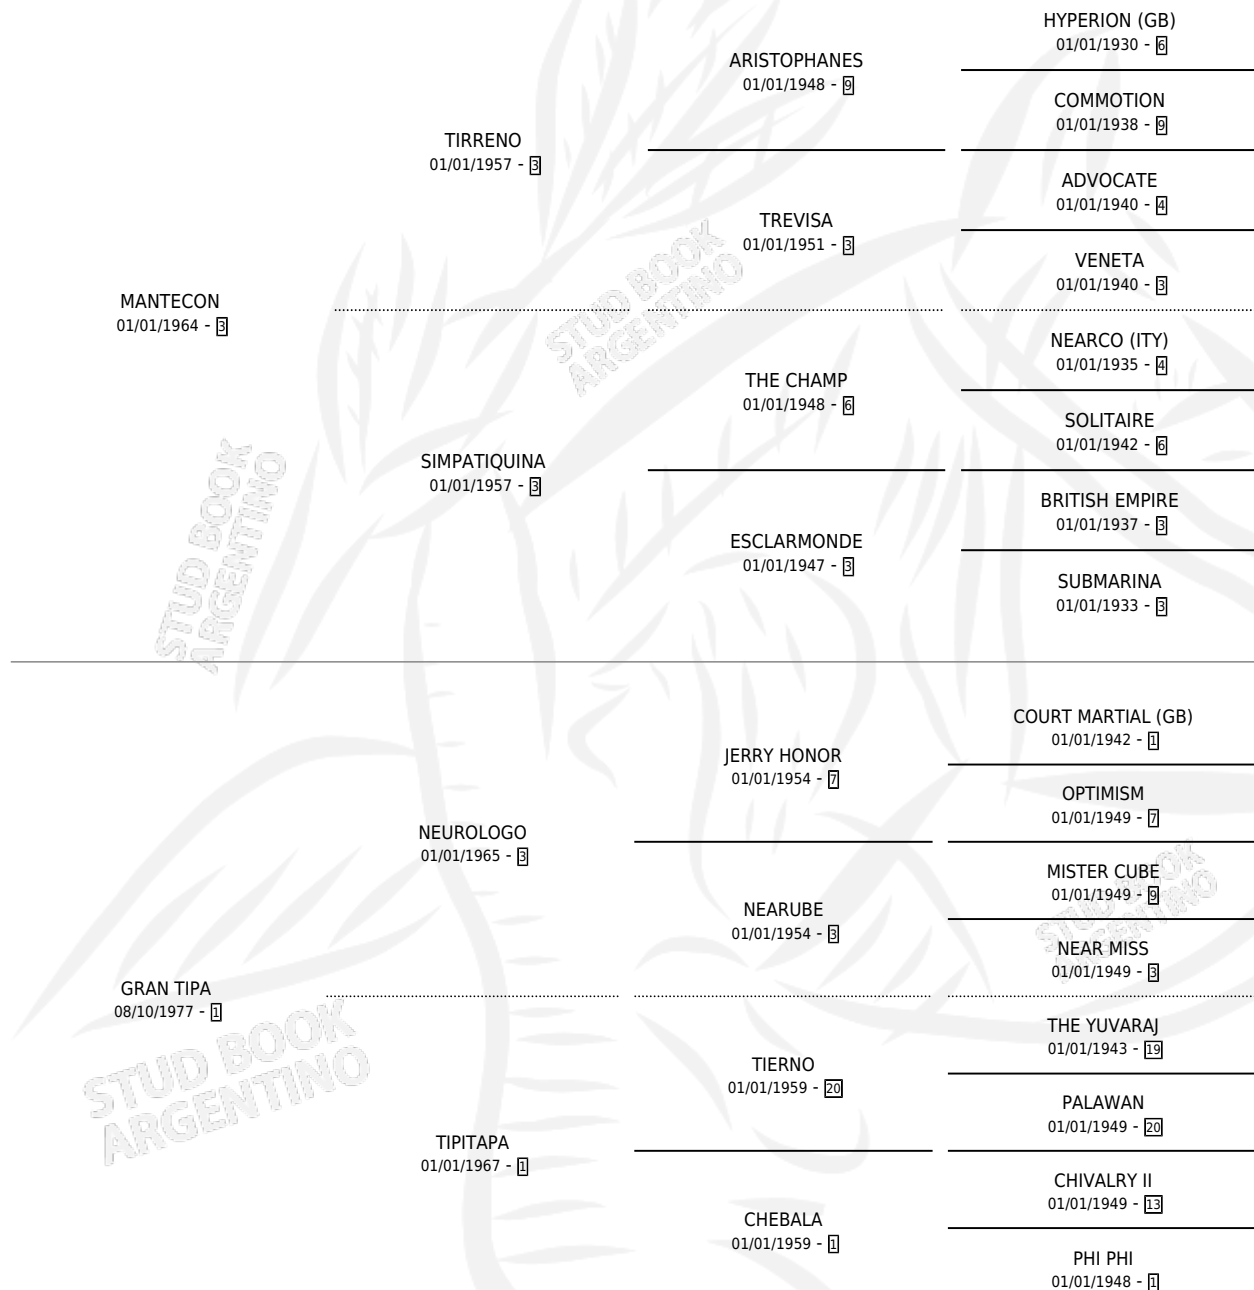 HYPERION (GB)
01/01/1930 - 6
ARISTOPHANES
01/01/1948 - 9
COMMOTION
01/01/1938 - 9
TIRRENO
01/01/1957 - 3
ADVOCATE
01/01/1940 - 4
TREVISA
01/01/1951 - 3
VENETA
01/01/1940 - 3
MANTECON
01/01/1964 - 3
NEARCO (ITY)
01/01/1935 - 4
THE CHAMP
01/01/1948 - 6
SOLITAIRE
01/01/1942 - 6
SIMPATIQUINA
01/01/1957 - 3
BRITISH EMPIRE
01/01/1937 - 3
ESCLARMONDE
01/01/1947 - 3
SUBMARINA
01/01/1933 - 3
COURT MARTIAL (GB)
01/01/1942 - 1
JERRY HONOR
01/01/1954 - 7
OPTIMISM
01/01/1949 - 7
NEUROLOGO
01/01/1965 - 3
MISTER CUBE
01/01/1949 - 9
NEARUBE
01/01/1954 - 3
NEAR MISS
01/01/1949 - 3
GRAN TIPA
08/10/1977 - 1
THE YUVARAJ
01/01/1943 - 19
TIERNO
01/01/1959 - 20
PALAWAN
01/01/1949 - 20
TIPITAPA
01/01/1967 - 1
CHIVALRY II
01/01/1949 - 13
CHEBALA
01/01/1959 - 1
PHI PHI
01/01/1948 - 1
STUD BOOK
ARGENTINO
STUD BOOK
ARGENTINO
STUD BOOK
ARGENTINO
STUD BOOK
ARGENTINO